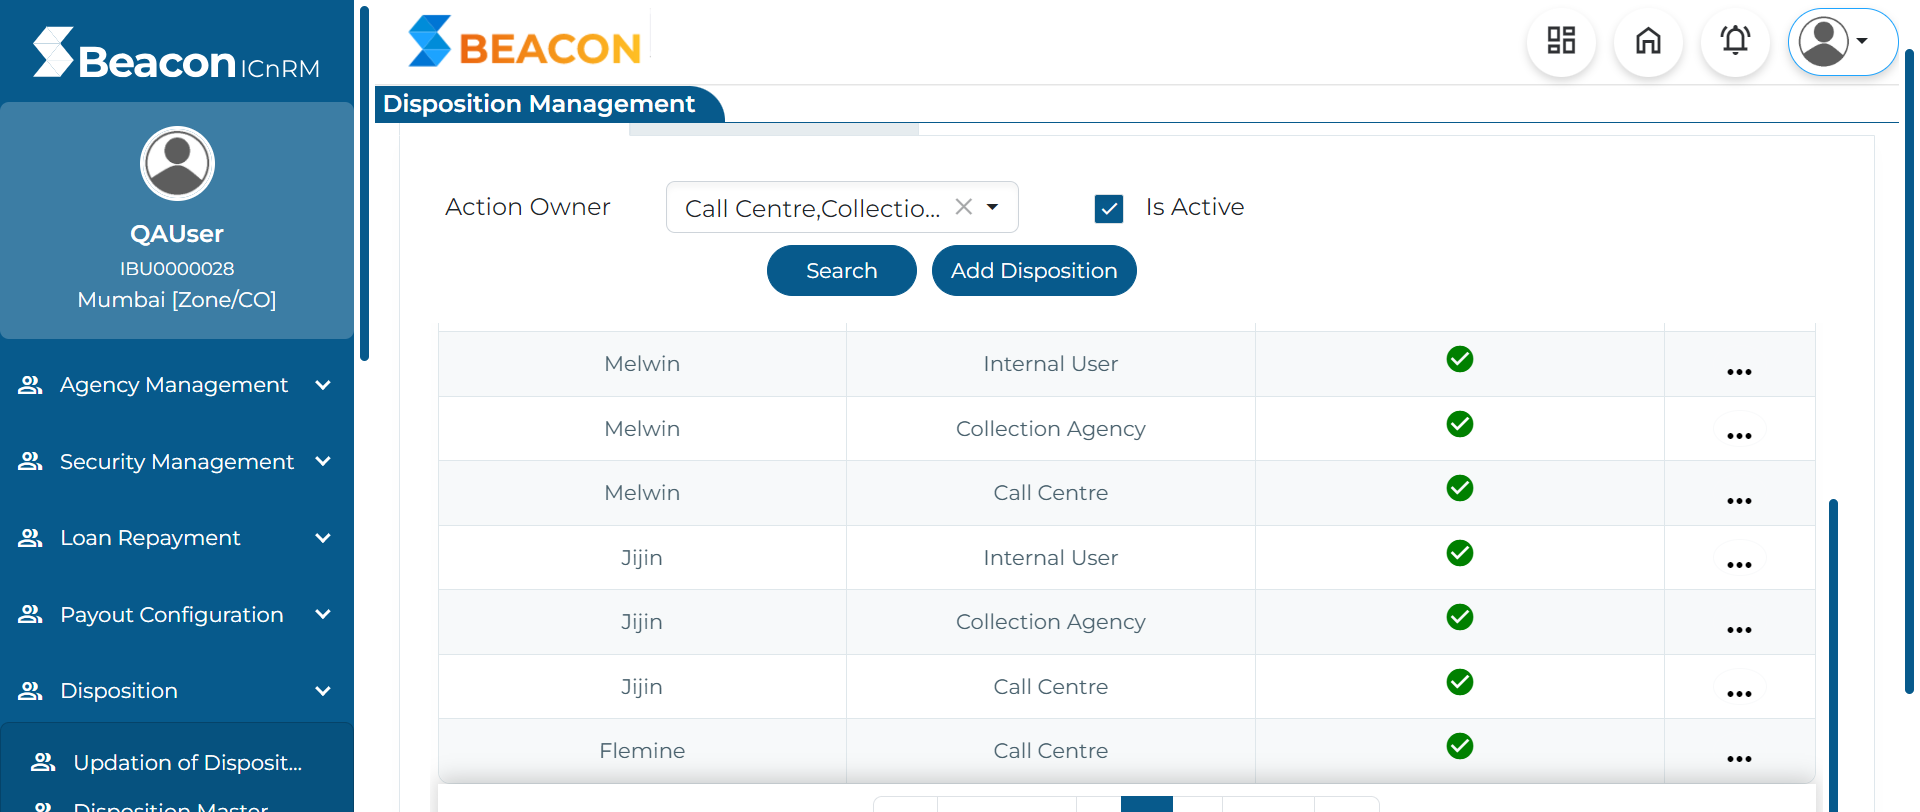 Beacon ICnRM
QAUser
IBU0000028
Mumbai [Zone/CO]
Agency Management
Security Management
Loan Repayment
Payout Configuration
Disposition
Updation of Disposit...
Disposition Master
BEACON
Disposition Management
Action Owner
Call Centre,Collectio...
Is Active
Search
Add Disposition
Melwin Internal User
Melwin Collection Agency
Melwin Call Centre
Jijin Internal User
Jijin Collection Agency
Jijin Call Centre
Flemine Call Centre